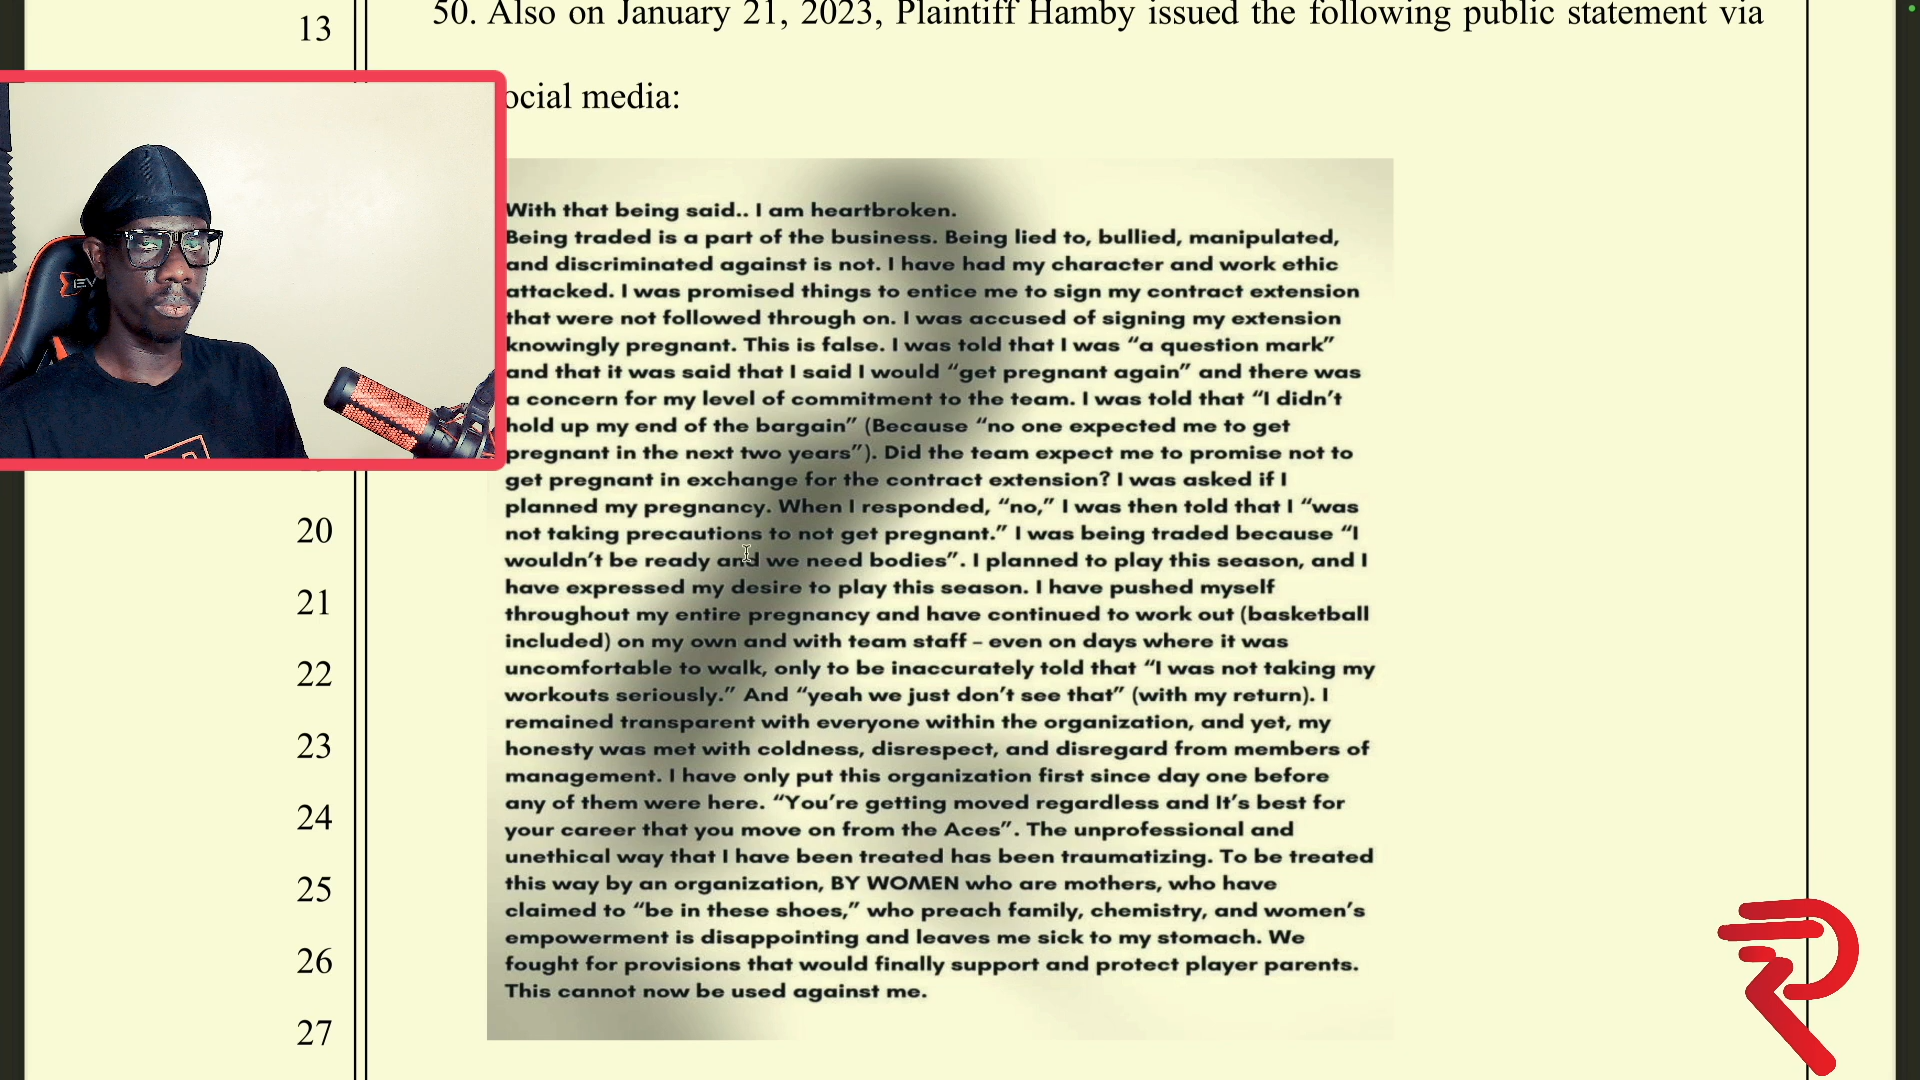 13
50. Also on January 21, 2023, Plaintiff Hamby issued the following public statement via
ocial media:
With that being said.. I am heartbroken.
Being traded is a part of the business. Being lied to, bullied, manipulated,
and discriminated against is not. I have had my character and work ethic
attacked. I was promised things to entice me to sign my contract extension
that were not followed through on. I was accused of signing my extension
knowingly pregnant. This is false. I was told that I was “a question mark”
and that it was said that I said I would “get pregnant again” and there was
a concern for my level of commitment to the team. I was told that “I didn’t
hold up my end of the bargain” (Because “no one expected me to get
pregnant in the next two years”). Did the team expect me to promise not to
get pregnant in exchange for the contract extension? I was asked if I
planned my pregnancy. When I responded, “no,” I was then told that I “was
not taking precautions to not get pregnant.” I was being traded because “I
wouldn’t be ready and we need bodies”. I planned to play this season, and I
have expressed my desire to play this season. I have pushed myself
throughout my entire pregnancy and have continued to work out (basketball
included) on my own and with team staff – even on days where it was
uncomfortable to walk, only to be inaccurately told that “I was not taking my
workouts seriously.” And “yeah we just don’t see that” (with my return). I
remained transparent with everyone within the organization, and yet, my
honesty was met with coldness, disrespect, and disregard from members of
management. I have only put this organization first since day one before
any of them were here. “You’re getting moved regardless and It’s best for
your career that you move on from the Aces”. The unprofessional and
unethical way that I have been treated has been traumatizing. To be treated
this way by an organization, BY WOMEN who are mothers, who have
claimed to “be in these shoes,” who preach family, chemistry, and women’s
empowerment is disappointing and leaves me sick to my stomach. We
fought for provisions that would finally support and protect player parents.
This cannot now be used against me.
20
21
22
23
24
25
26
27